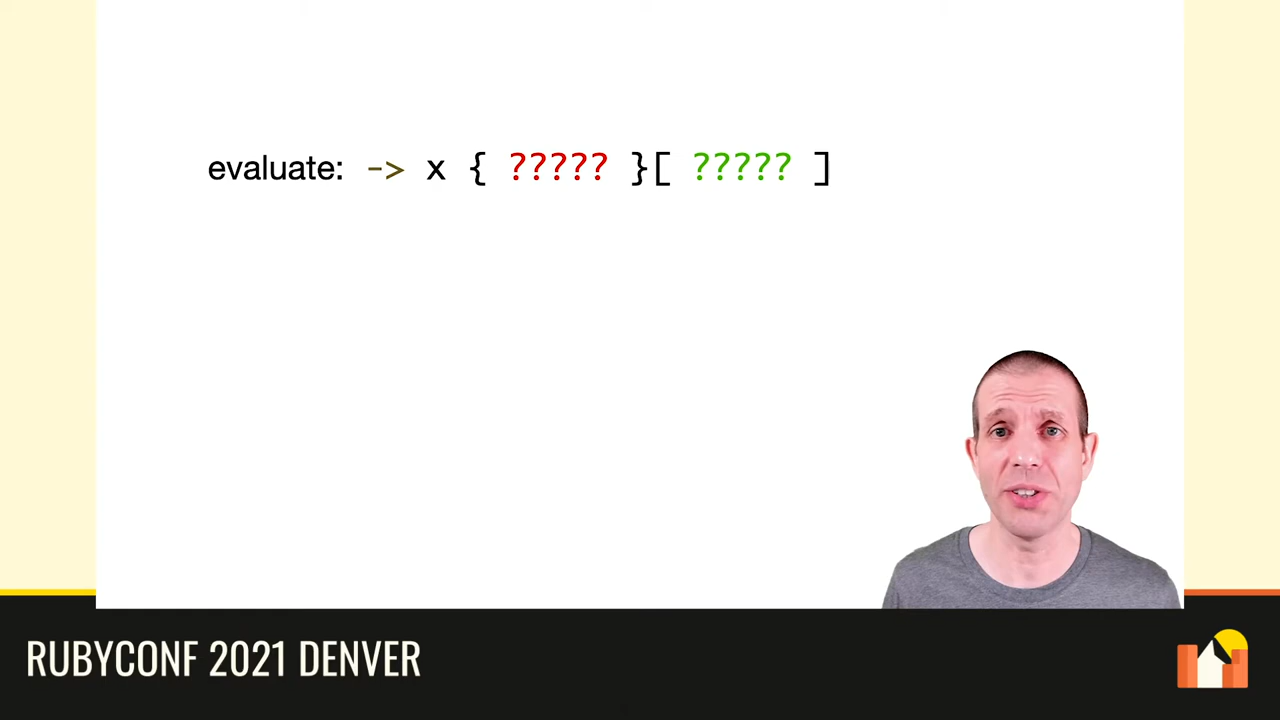 evaluate: -> x { ????? }[ ????? ]
RUBYCONF 2021 DENVER